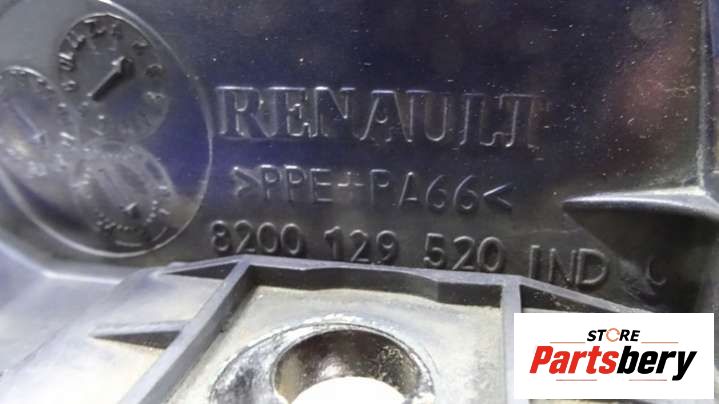 RENAULT
>PPE+PA66<
8200 129 520 IND
STORE
Partsbery